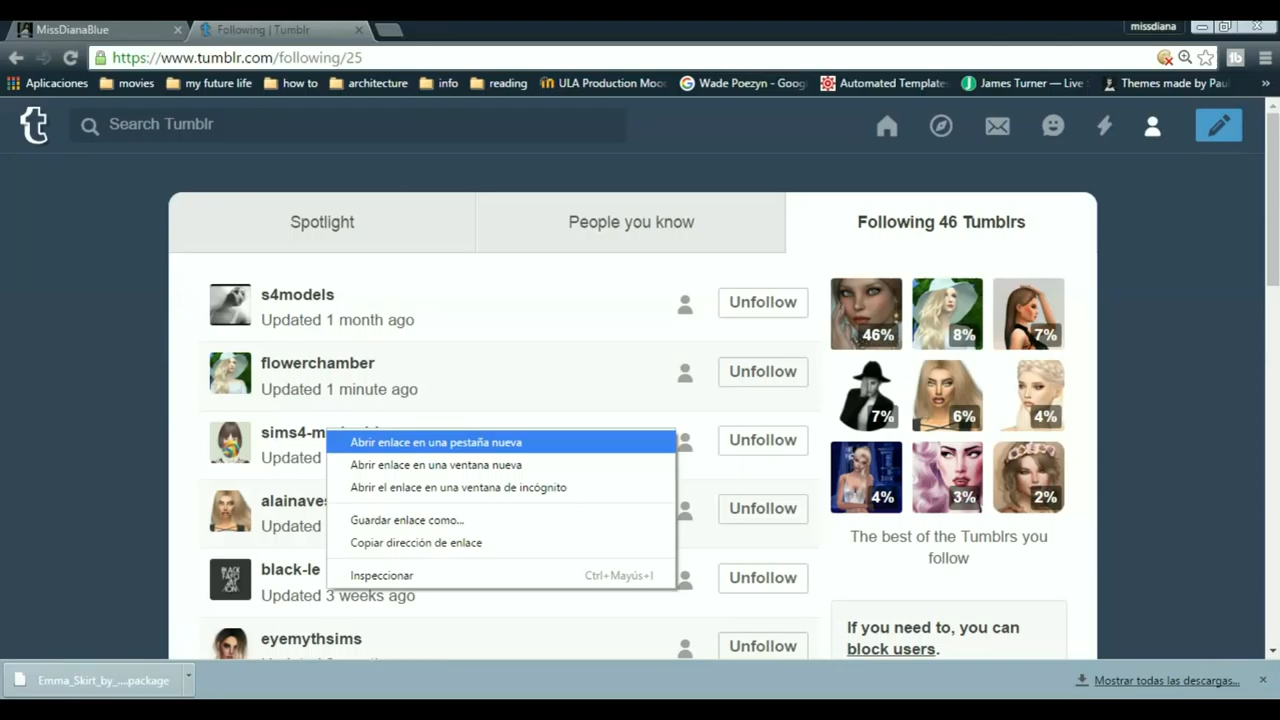 MissDianaBlue
Following | Tumblr
missdiana
https://www.tumblr.com/following/25
Aplicaciones
movies
my future life
how to
architecture
info
reading
ULA Production Moo
Wade Poezyn - Goog
Automated Template
James Turner — Live
Themes made by Pau
»
Search Tumblr
Spotlight
People you know
Following 46 Tumblrs
s4models
Updated 1 month ago
Unfollow
flowerchamber
Updated 1 minute ago
Unfollow
sims4-m
Updated
Unfollow
alainaves
Updated
Unfollow
black-le
Updated 3 weeks ago
Unfollow
eyemythsims
Unfollow
Abrir enlace en una pestaña nueva
Abrir enlace en una ventana nueva
Abrir el enlace en una ventana de incógnito
Guardar enlace como...
Copiar dirección de enlace
Inspeccionar Ctrl+Mayús+I
46% 8% 7%
7% 6% 4%
4% 3% 2%
The best of the Tumblrs you
follow
If you need to, you can
block users.
Emma_Skirt_by_....package
Mostrar todas las descargas...